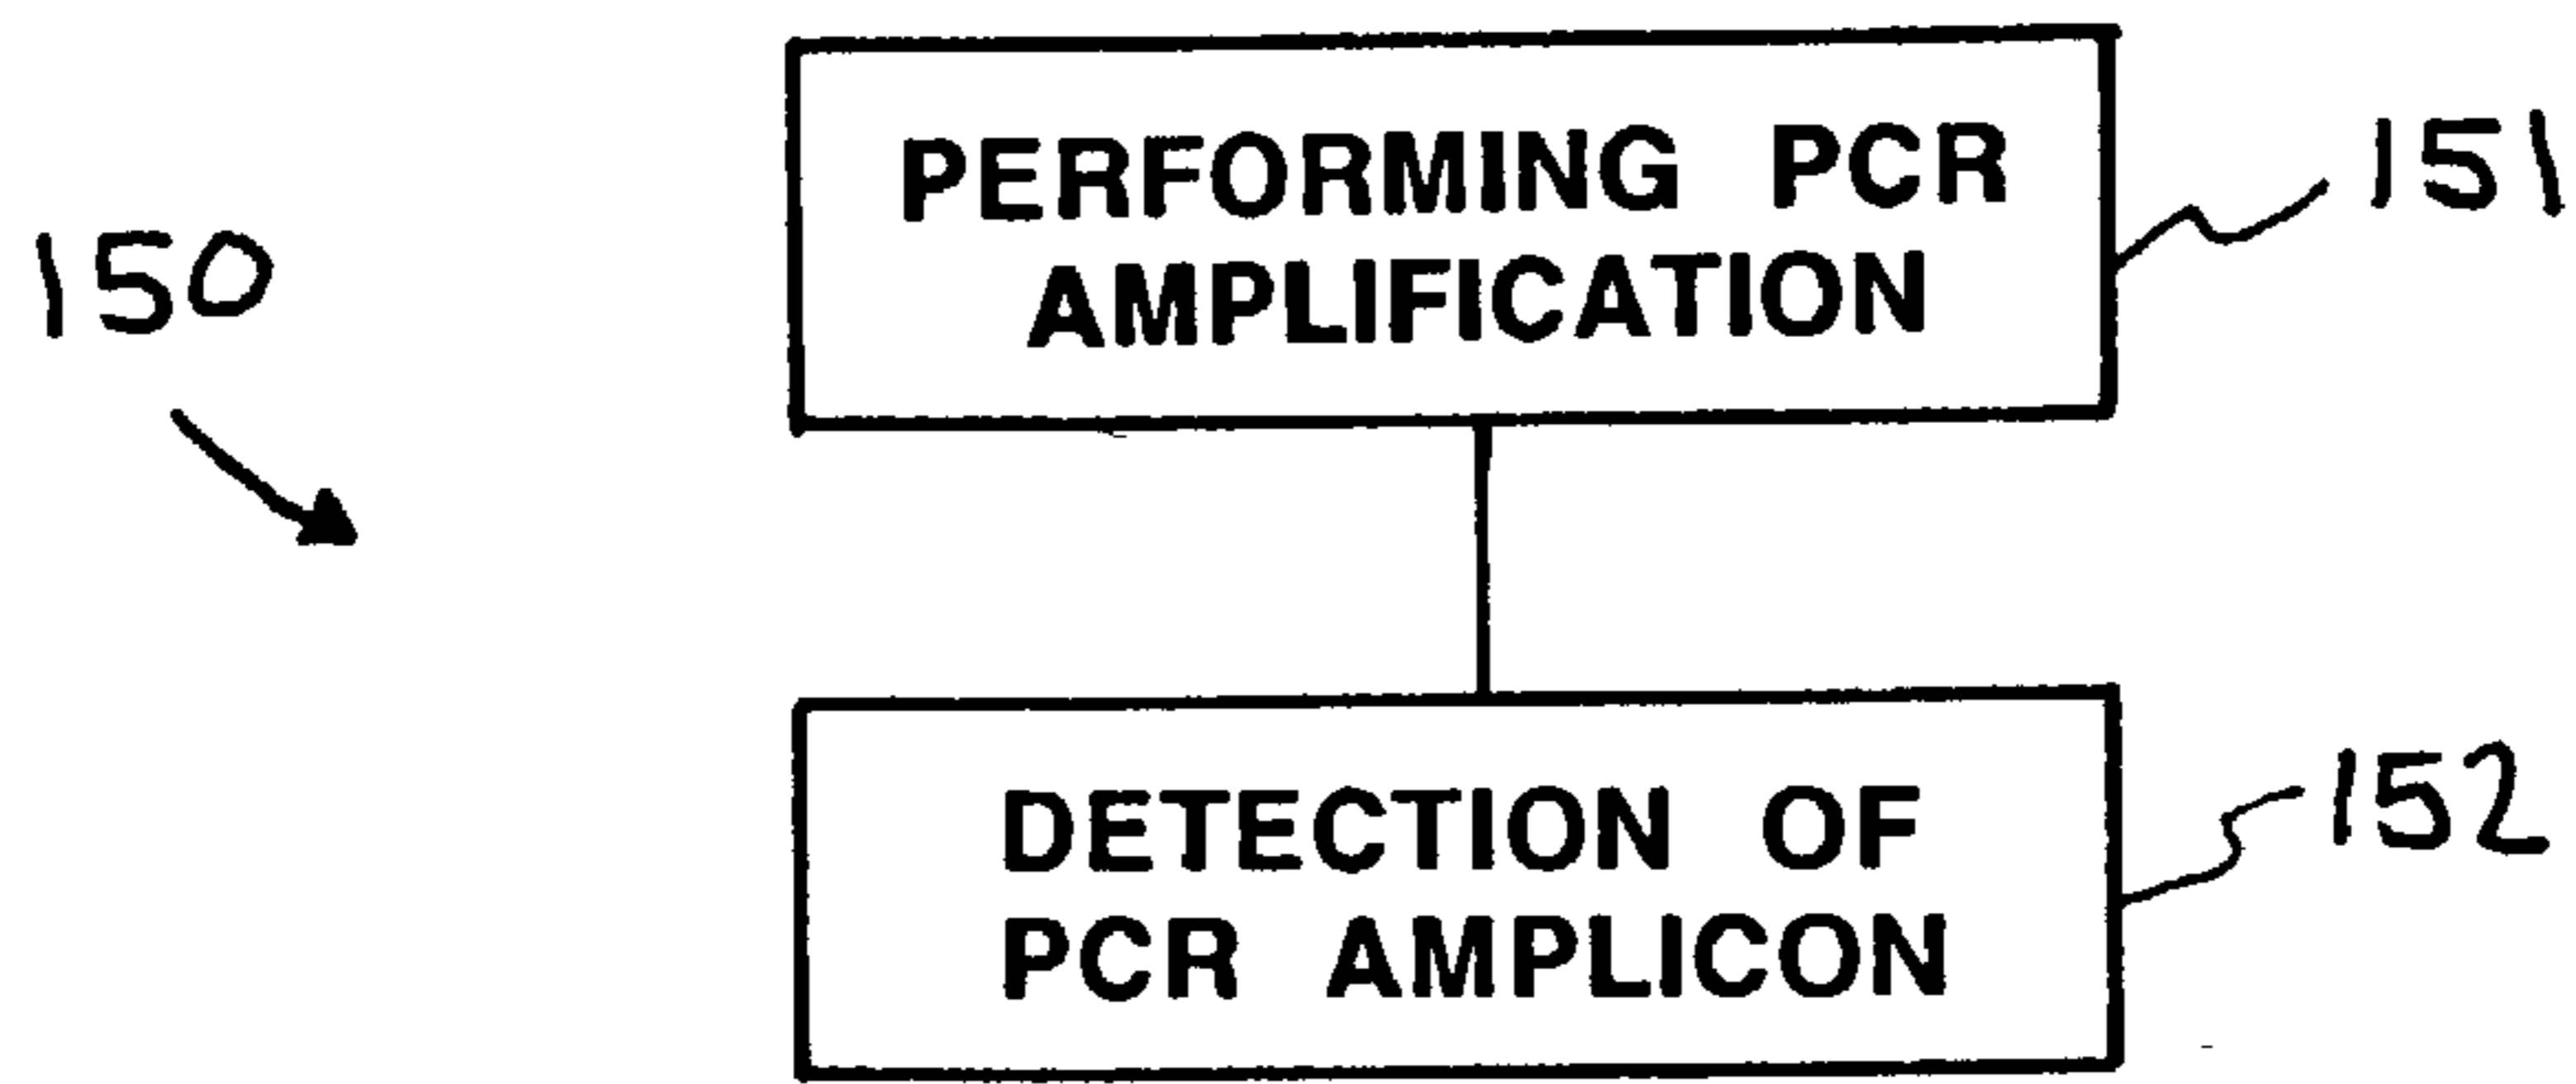 PERFORMING PCR
AMPLIFICATION
151
150
DETECTION OF
PCR AMPLICON
152